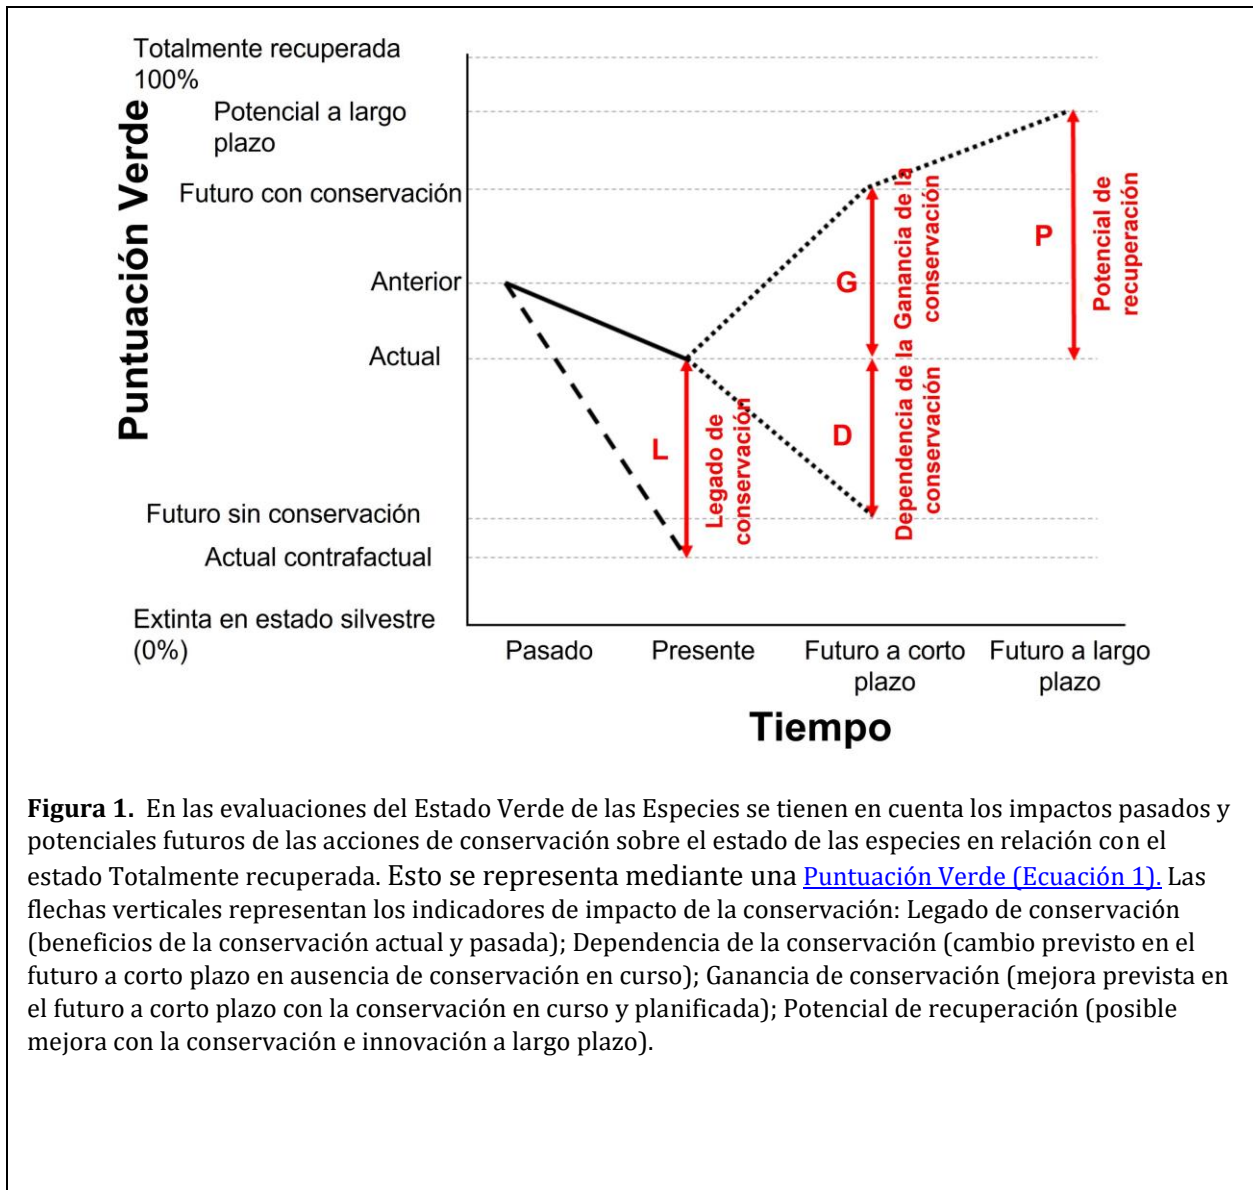 Totalmente recuperada
100%
Potencial a largo
plazo
Futuro con conservación
Anterior
Actual
Futuro sin conservación
Actual contrafactual
Extinta en estado silvestre
(0%)
Puntuación Verde
L
Legado de
conservación
G
Ganancia de la
conservación
D
Dependencia de la
conservación
P
Potencial de
recuperación
Pasado
Presente
Futuro a corto
plazo
Futuro a largo
plazo
Tiempo
Figura 1. En las evaluaciones del Estado Verde de las Especies se tienen en cuenta los impactos pasados y
potenciales futuros de las acciones de conservación sobre el estado de las especies en relación con el
estado Totalmente recuperada. Esto se representa mediante una Puntuación Verde (Ecuación 1). Las
flechas verticales representan los indicadores de impacto de la conservación: Legado de conservación
(beneficios de la conservación actual y pasada); Dependencia de la conservación (cambio previsto en el
futuro a corto plazo en ausencia de conservación en curso); Ganancia de conservación (mejora prevista en
el futuro a corto plazo con la conservación en curso y planificada); Potencial de recuperación (posible
mejora con la conservación e innovación a largo plazo).